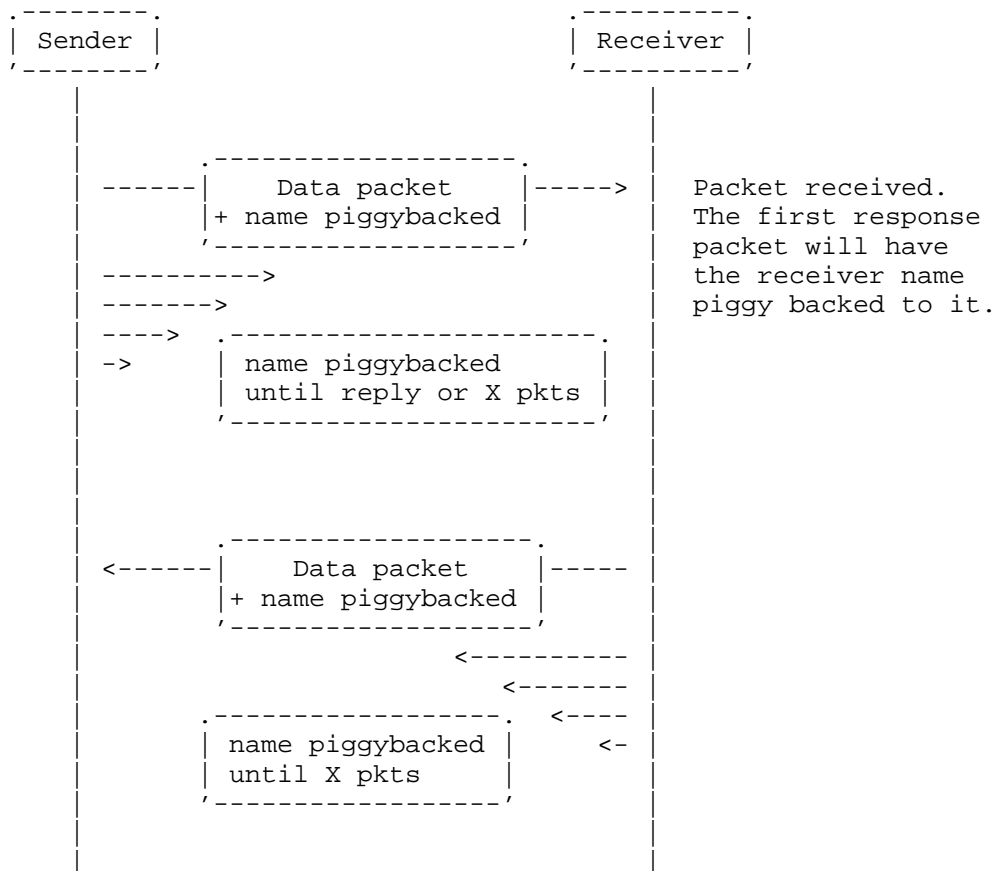 Sender
Receiver
Data packet
+ name piggybacked
Packet received.
The first response
packet will have
the receiver name
piggy backed to it.
name piggybacked
until reply or X pkts
Data packet
+ name piggybacked
name piggybacked
until X pkts